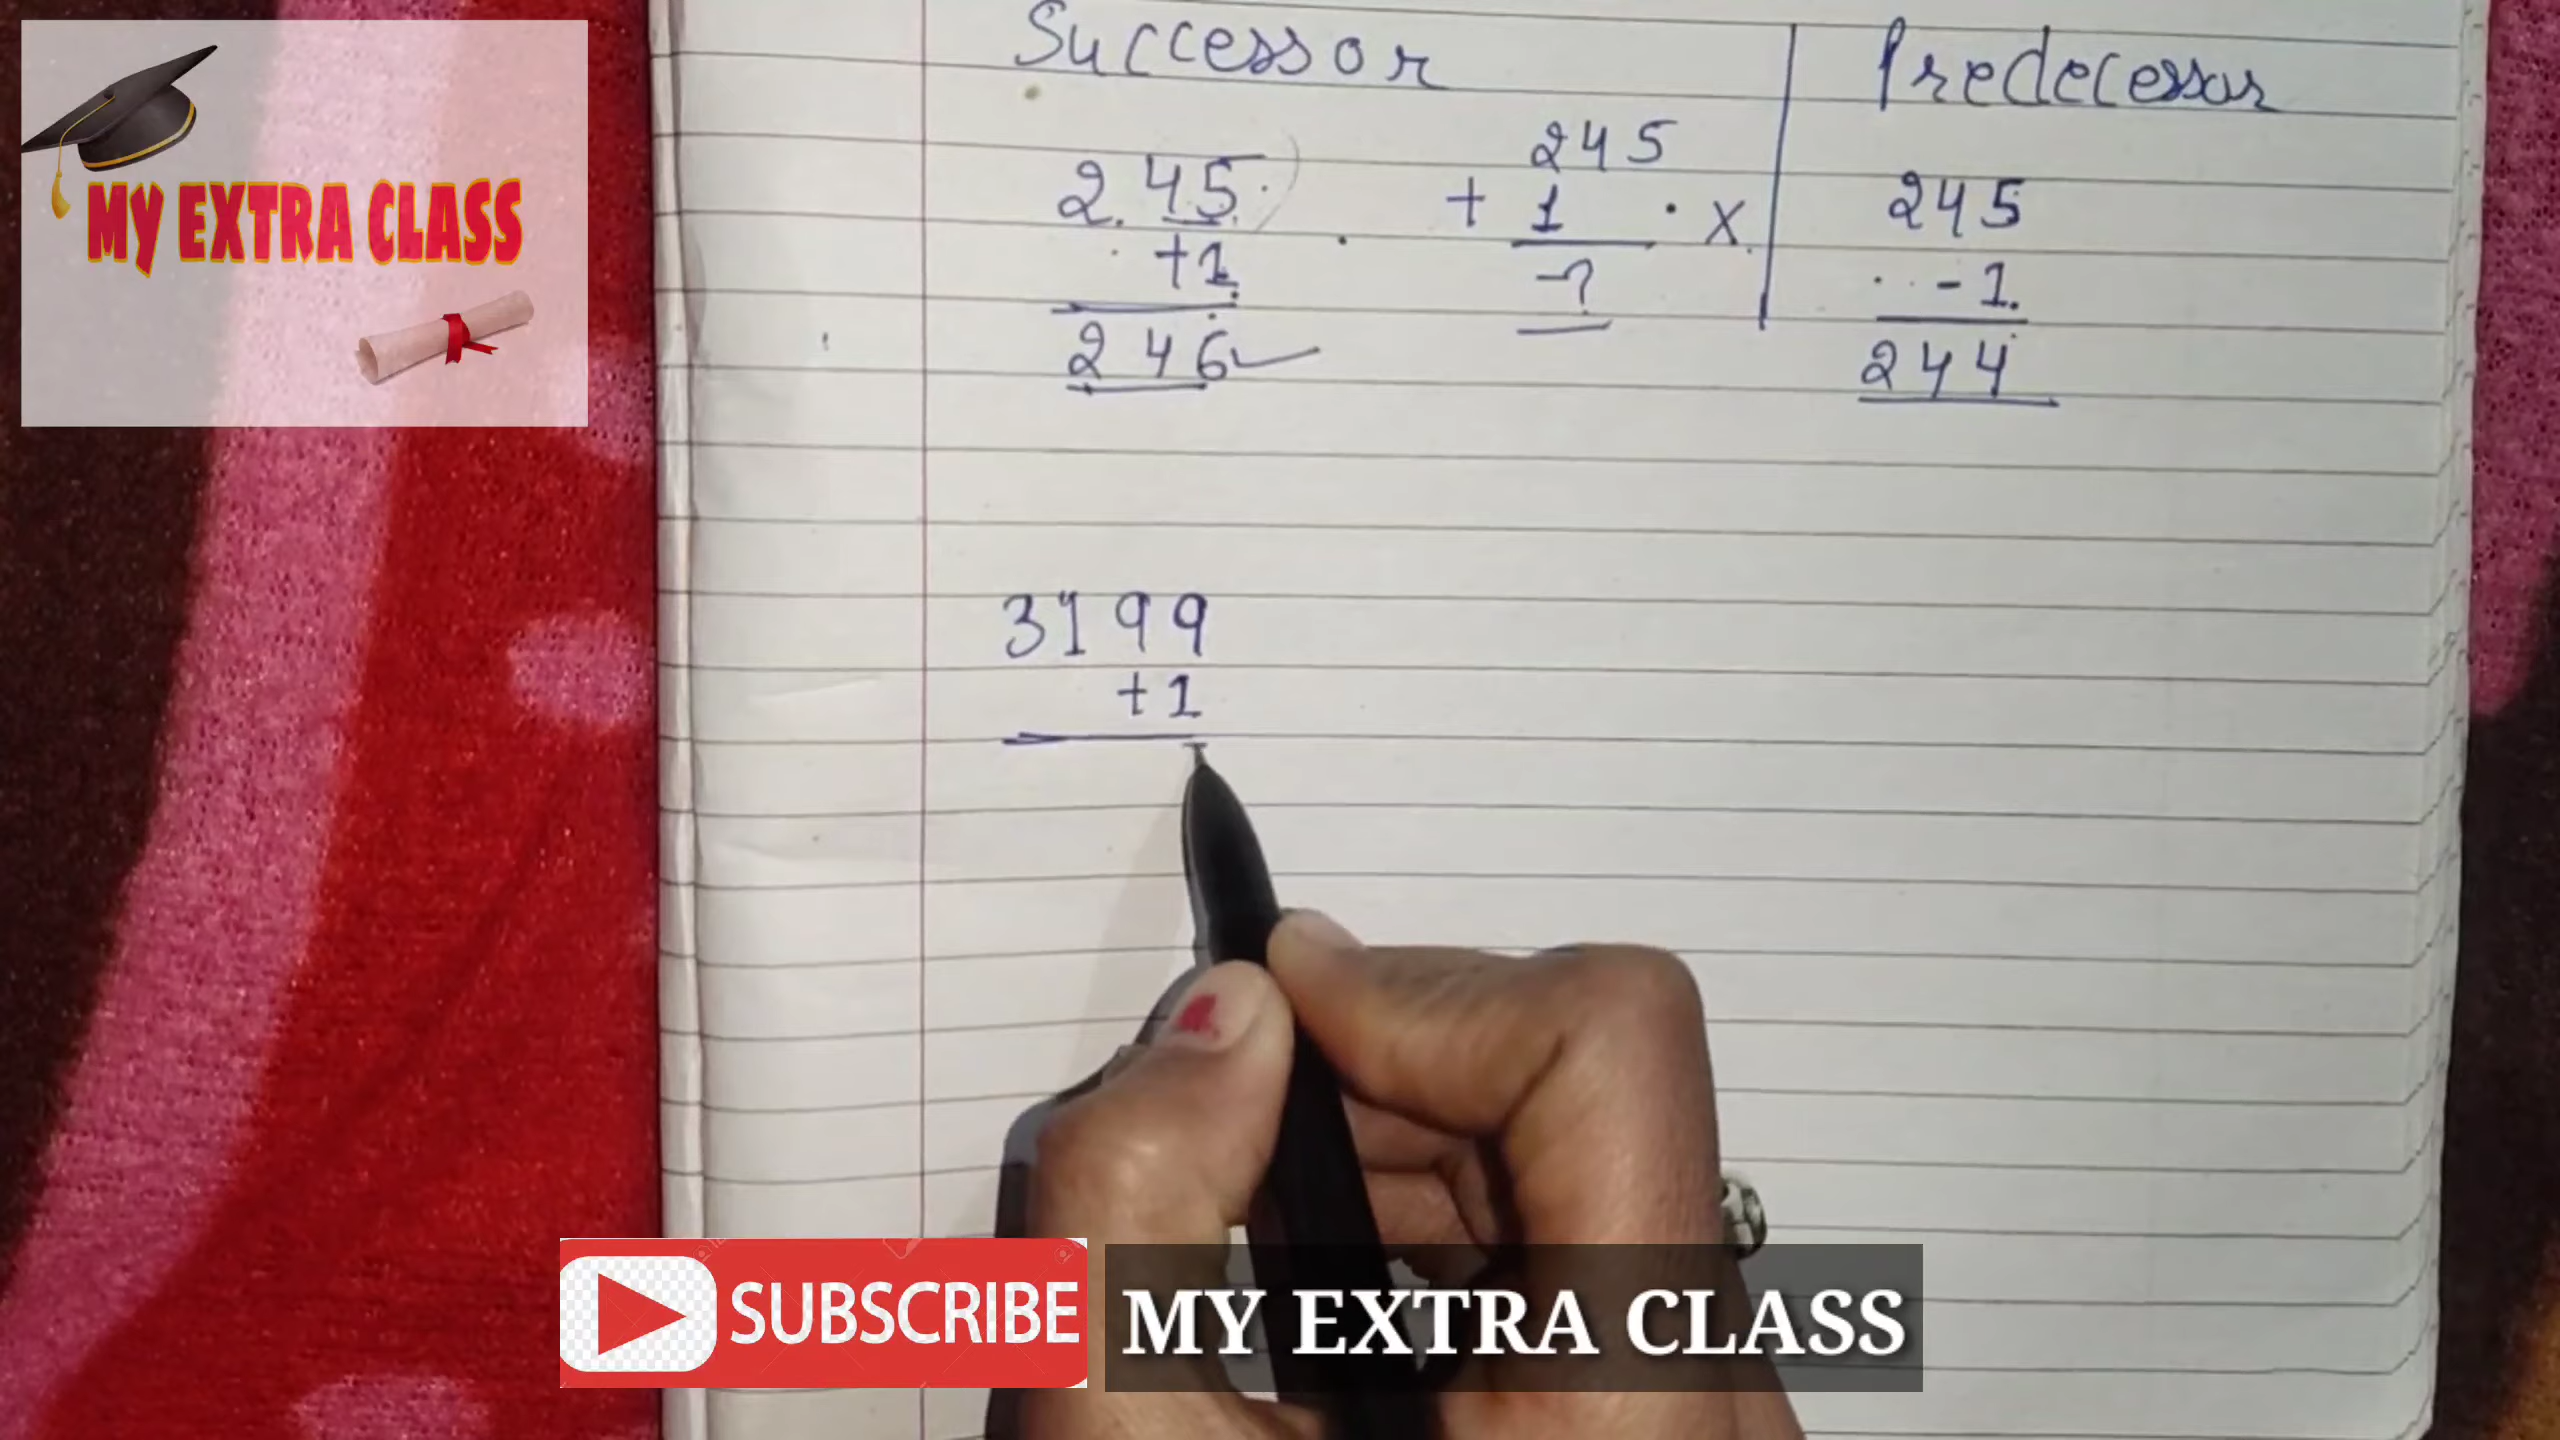 MY EXTRA CLASS
Successor
Predecessor
245
+1
246
245
+ 1
?
X
245
-1
244
3199
+1
SUBSCRIBE
MY EXTRA CLASS